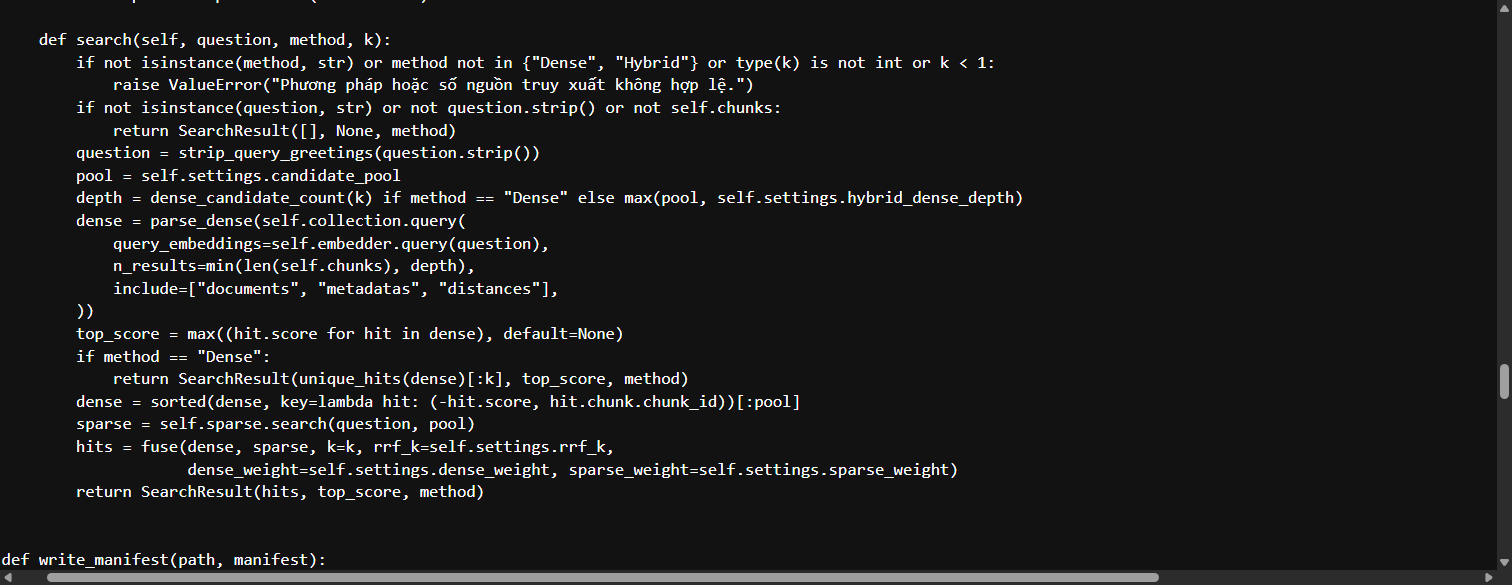 def search(self, question, method, k):
if not isinstance(method, str) or method not in {"Dense", "Hybrid"} or type(k) is not int or k < 1:
raise ValueError("Phương pháp hoặc số nguồn truy xuất không hợp lệ.")
if not isinstance(question, str) or not question.strip() or not self.chunks:
return SearchResult([], None, method)
question = strip_query_greetings(question.strip())
pool = self.settings.candidate_pool
depth = dense_candidate_count(k) if method == "Dense" else max(pool, self.settings.hybrid_dense_depth)
dense = parse_dense(self.collection.query(
query_embeddings=self.embedder.query(question),
n_results=min(len(self.chunks), depth),
include=["documents", "metadatas", "distances"],
))
top_score = max((hit.score for hit in dense), default=None)
if method == "Dense":
return SearchResult(unique_hits(dense)[:k], top_score, method)
dense = sorted(dense, key=lambda hit: (-hit.score, hit.chunk.chunk_id))[:pool]
sparse = self.sparse.search(question, pool)
hits = fuse(dense, sparse, k=k, rrf_k=self.settings.rrf_k,
dense_weight=self.settings.dense_weight, sparse_weight=self.settings.sparse_weight)
return SearchResult(hits, top_score, method)
def write_manifest(path, manifest):